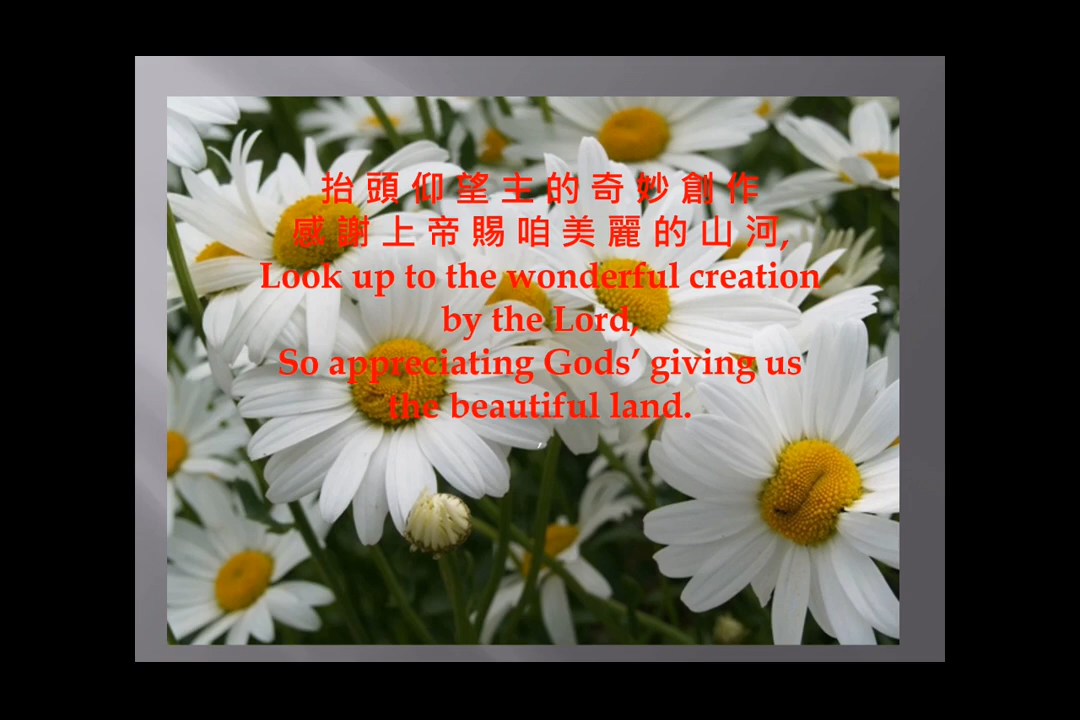 抬頭仰望主的奇妙創作
感謝上帝賜咱美麗的山河,
Look up to the wonderful creation
by the Lord,
So appreciating Gods’ giving us
the beautiful land.
,